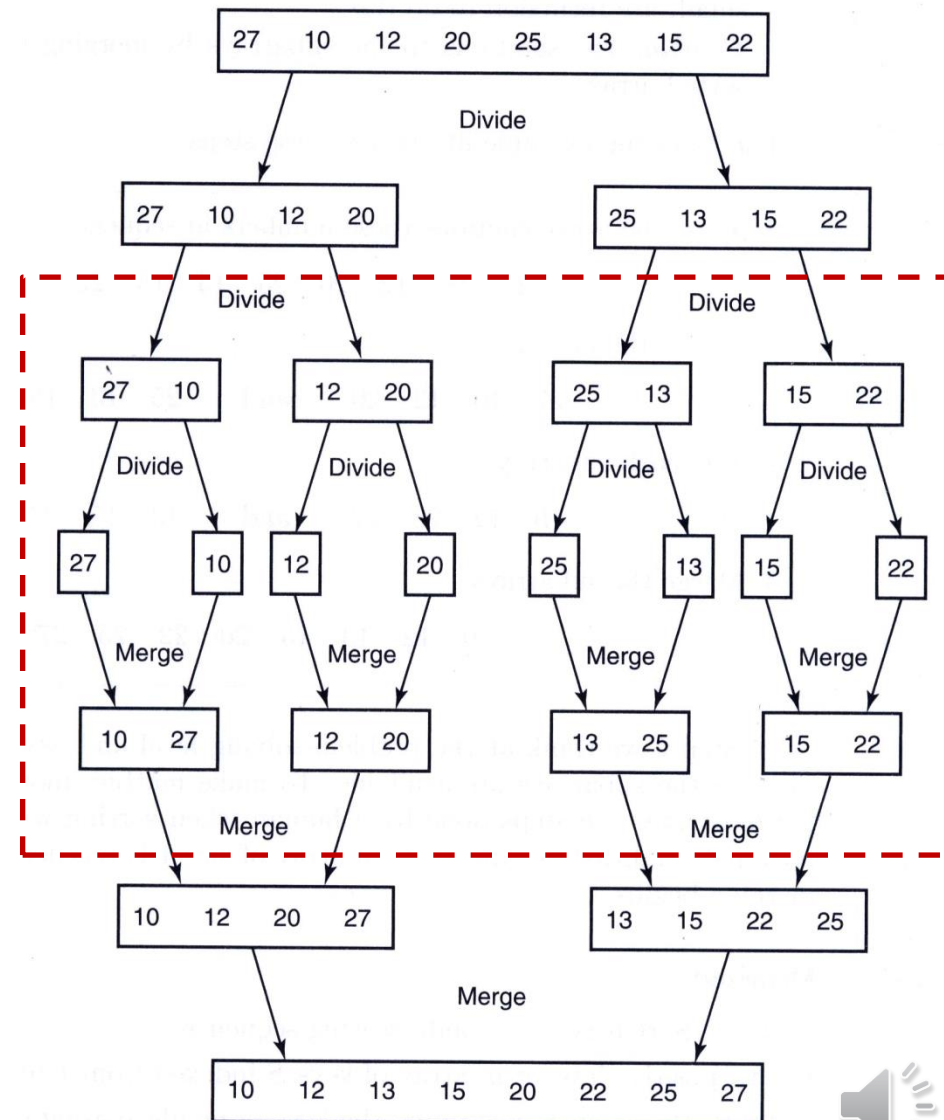 27 10 12 20 25 13 15 22
Divide
27 10 12 20
25 13 15 22
Divide Divide
27 10
12 20
25 13
15 22
Divide Divide Divide Divide
27
10
12
20
25
13
15
22
Merge Merge Merge Merge
10 27
12 20
13 25
15 22
Merge Merge
10 12 20 27
13 15 22 25
Merge
10 12 13 15 20 22 25 27